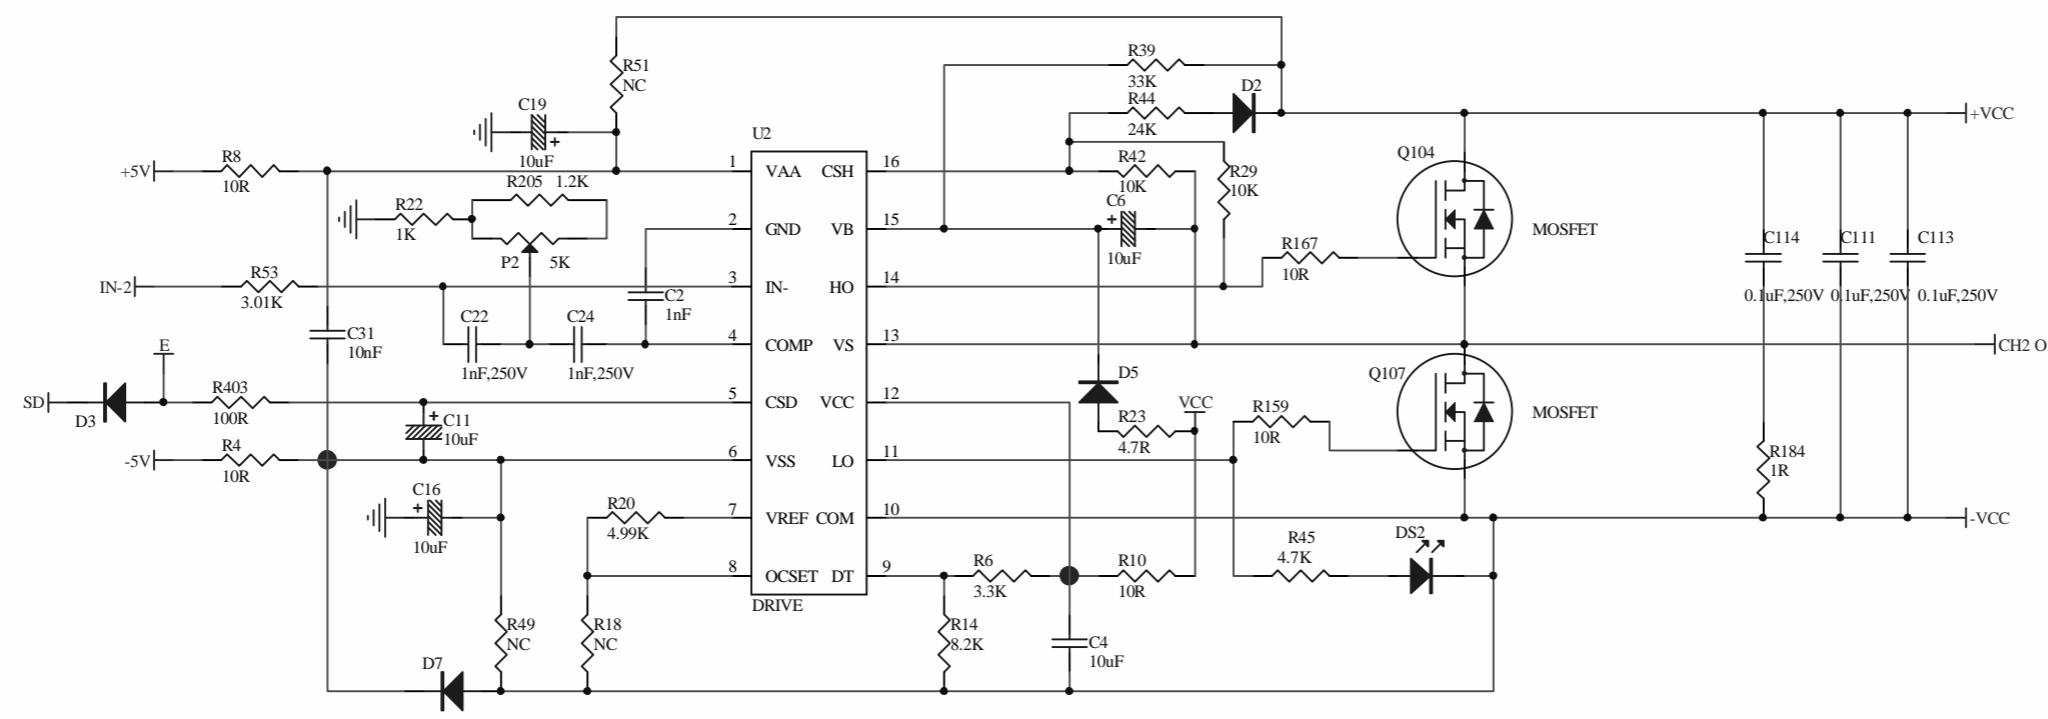 R51
NC
R39
33K
D2
R44
24K
C19
10uF
U2
+VCC
Q104
MOSFET
+5V
R8
10R
1
VAA
CSH
16
R42
10K
R29
10K
R205
1.2K
R22
1K
P2
5K
2
GND
VB
15
C6
10uF
R167
10R
C114
0.1uF,250V
C111
0.1uF,250V
C113
0.1uF,250V
IN-2
R53
3.01K
3
IN-
HO
14
C2
1nF
C22
1nF,250V
C24
1nF,250V
C31
10nF
4
COMP
VS
13
CH2 O
E
SD
D3
R403
100R
C11
10uF
5
CSD
VCC
12
D5
R23
4.7R
VCC
Q107
MOSFET
R159
10R
-5V
R4
10R
6
VSS
LO
11
R184
1R
C16
10uF
R20
4.99K
7
VREF
COM
10
-VCC
R45
4.7K
DS2
8
OCSET
DT
9
R6
3.3K
R10
10R
DRIVE
R49
NC
R18
NC
R14
8.2K
C4
10uF
D7